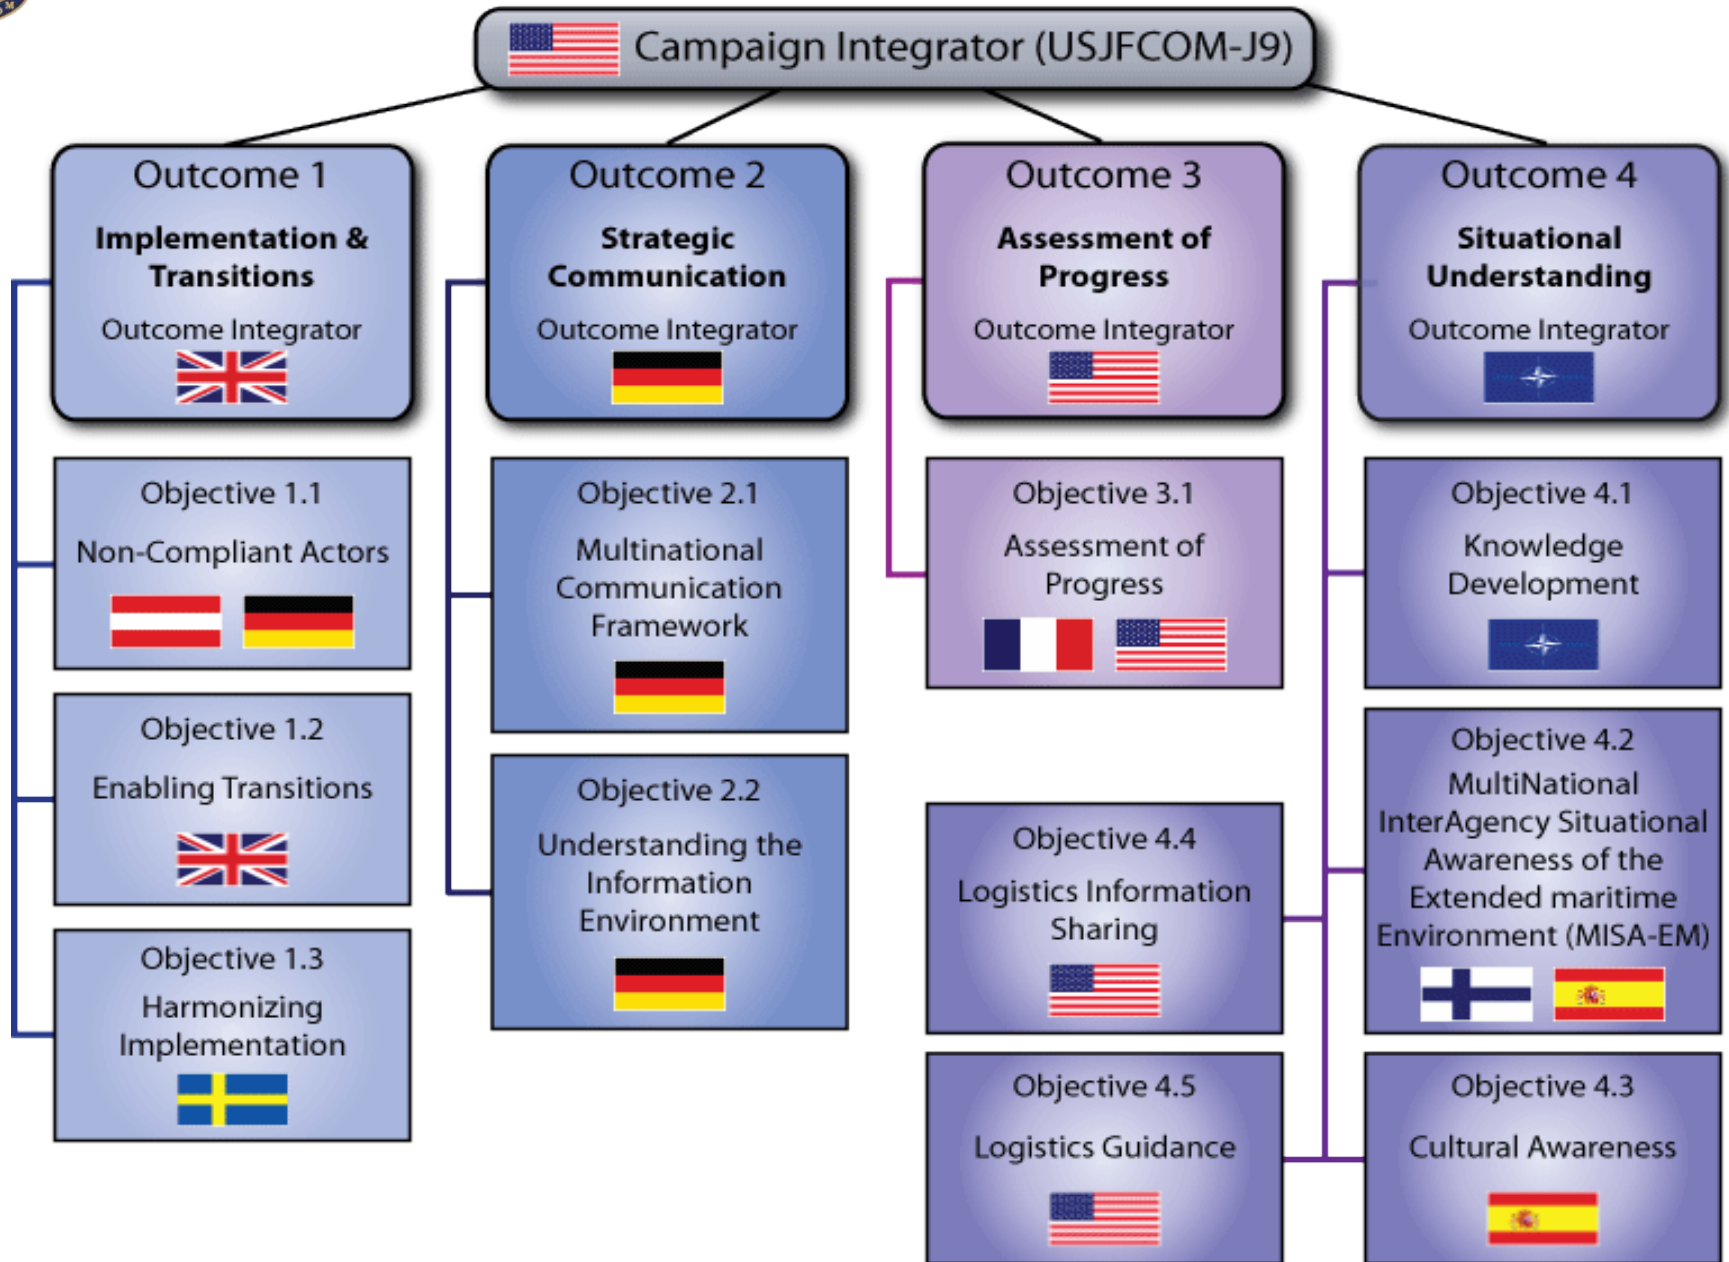 Campaign Integrator (USJFCOM-J9)
Outcome 1
Implementation &
Transitions
Outcome Integrator
Objective 1.1
Non-Compliant Actors
Objective 1.2
Enabling Transitions
Objective 1.3
Harmonizing
Implementation
Outcome 2
Strategic
Communication
Outcome Integrator
Objective 2.1
Multinational
Communication
Framework
Objective 2.2
Understanding the
Information
Environment
Outcome 3
Assessment of
Progress
Outcome Integrator
Objective 3.1
Assessment of
Progress
Outcome 4
Situational
Understanding
Outcome Integrator
Objective 4.1
Knowledge
Development
Objective 4.2
MultiNational
InterAgency Situational
Awareness of the
Extended maritime
Environment (MISA-EM)
Objective 4.3
Cultural Awareness
Objective 4.4
Logistics Information
Sharing
Objective 4.5
Logistics Guidance